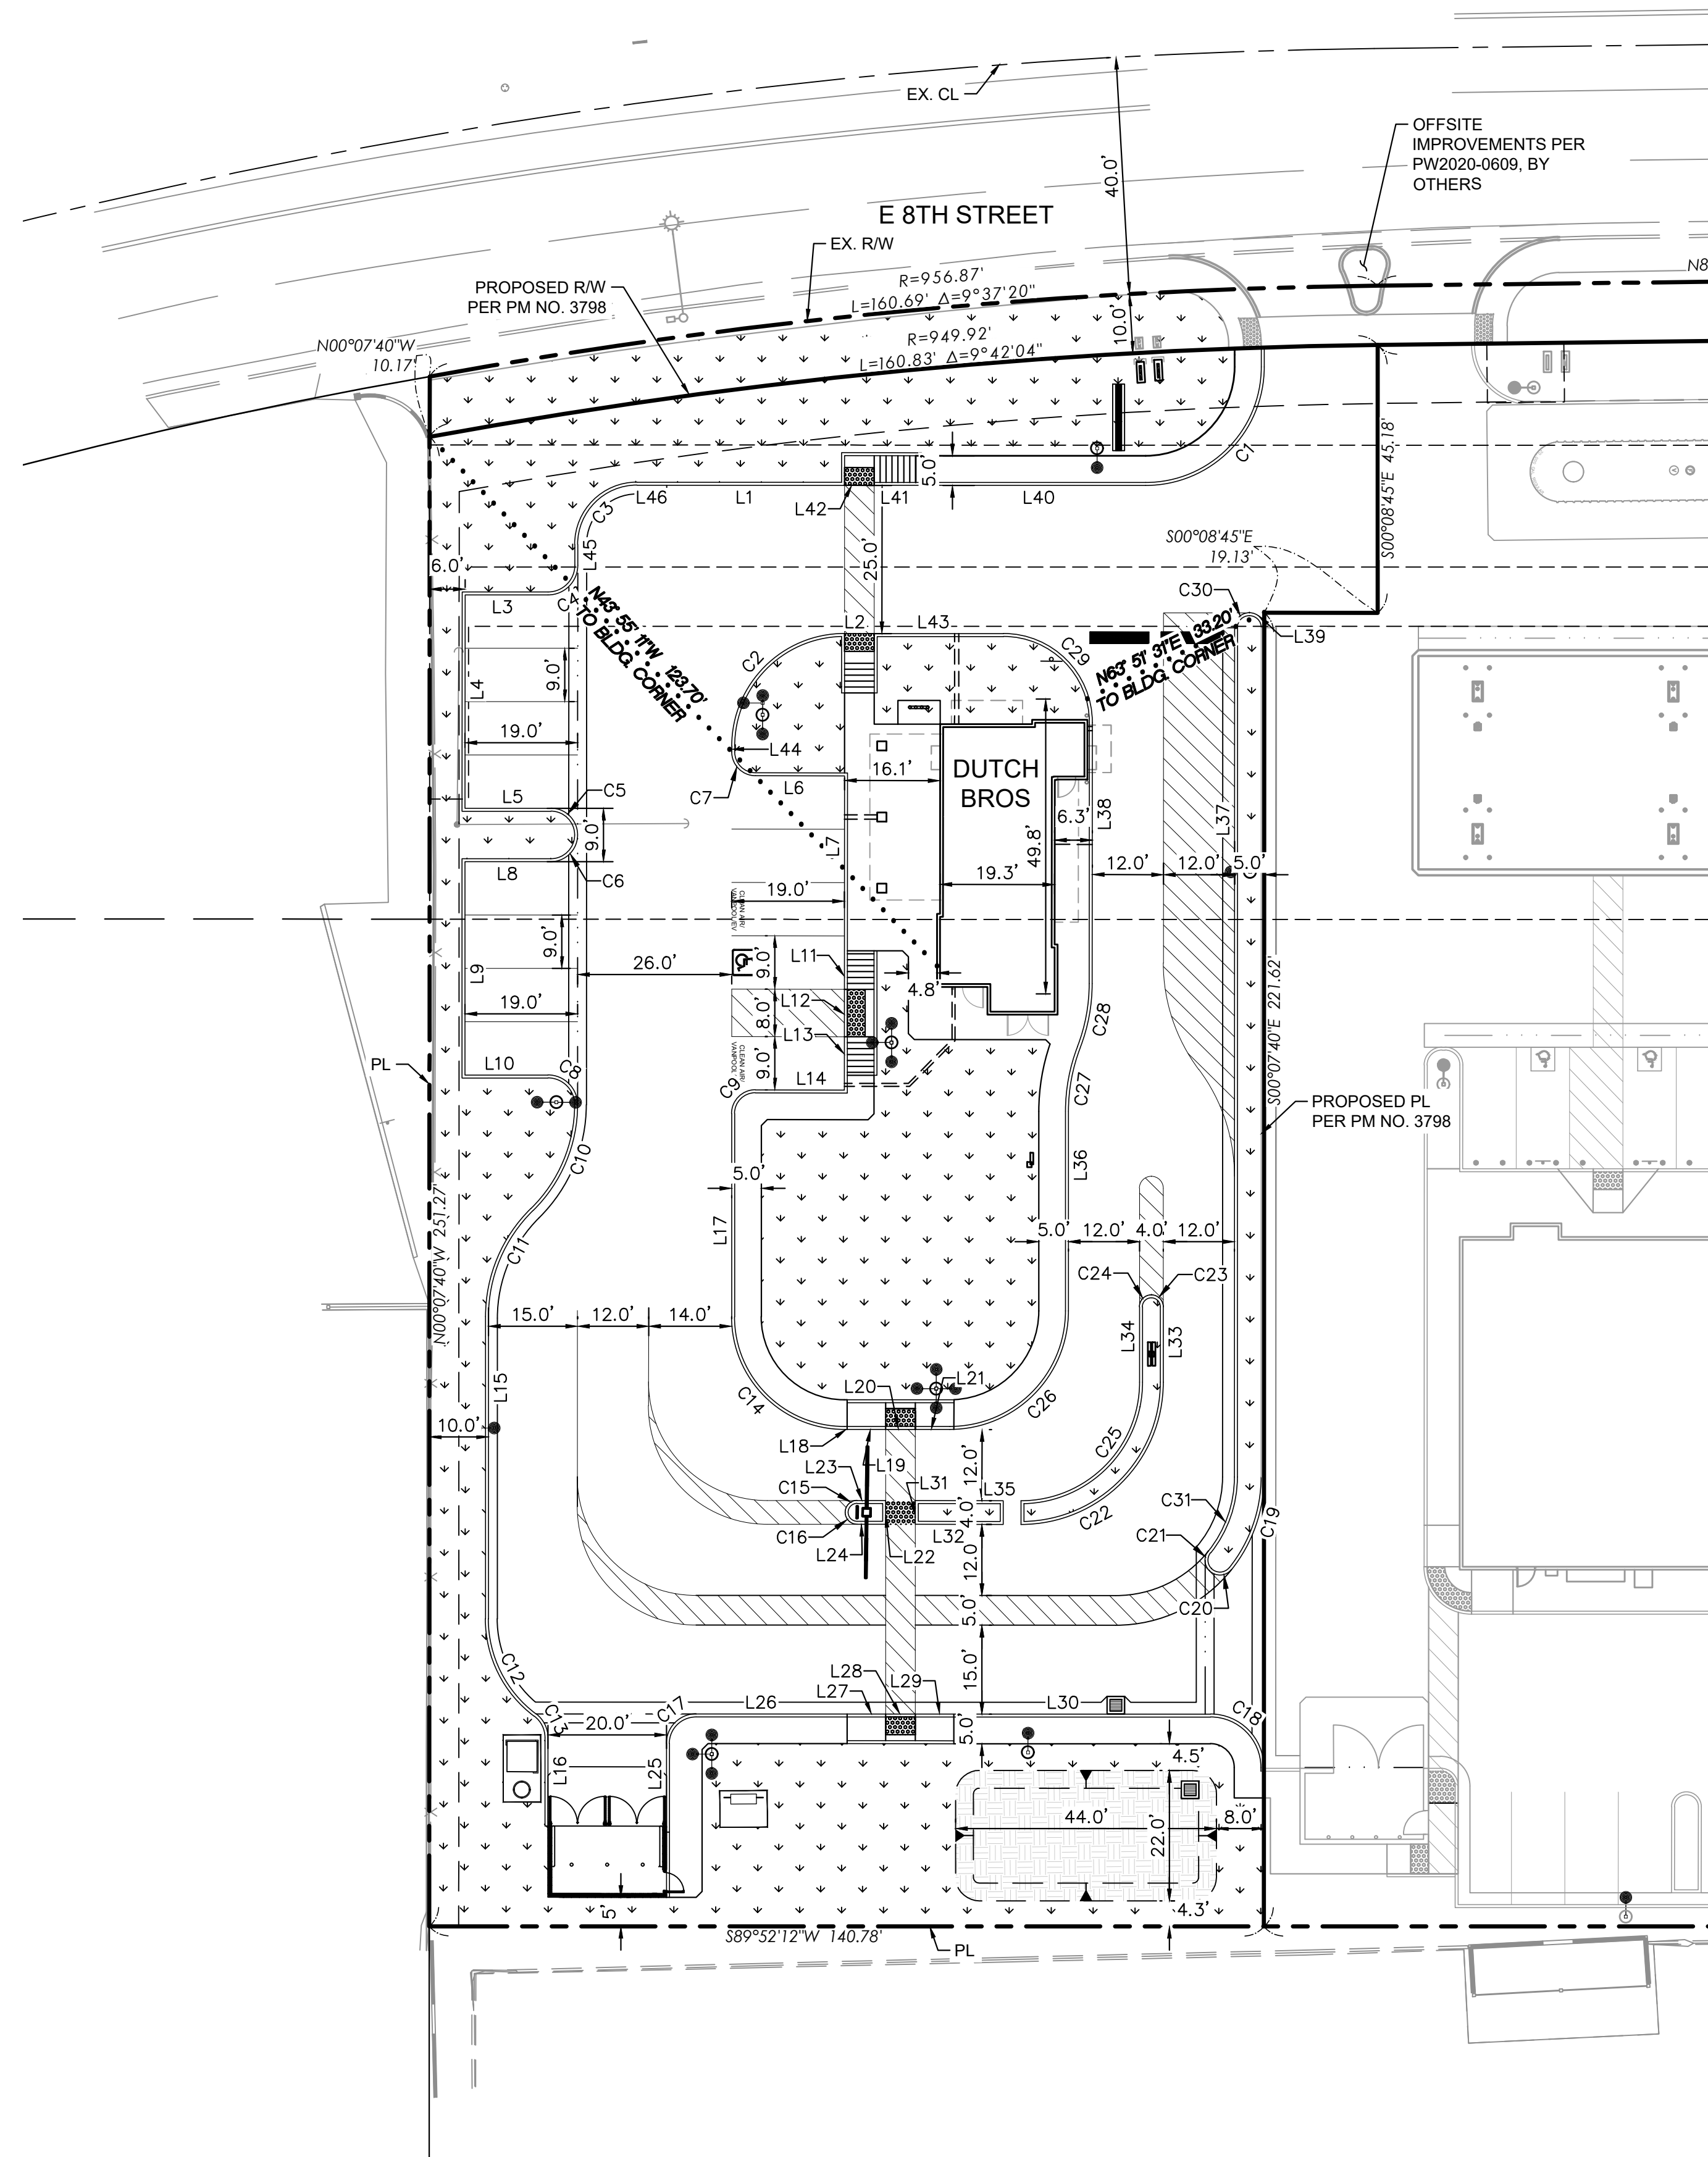 EX. CL
40.0'
OFFSITE
IMPROVEMENTS PER
PW2020-0609, BY
OTHERS
E 8TH STREET
EX. R/W
R=956.87'
L=160.69' Δ=9°37'20"
N8
PROPOSED R/W
PER PM NO. 3798
10.0'
R=949.92'
L=160.83' Δ=9°42'04"
N00°07'40"W
10.17'
S00°08'45"E 45.18'
C1
5.0'
L46
L1
L42
L41
L40
C3
L45
25.0'
S00°08'45"E
19.13'
6.0'
L3
C4
C30
L39
N43° 55' 11"W 123.70'
TO BLDG. CORNER
L2
L43
C2
C29
N63° 51' 31"E 33.20'
TO BLDG. CORNER
L4
9.0'
19.0'
L44
16.1'
DUTCH
BROS
C7
L6
L5
C5
9.0'
L7
49.8'
6.3'
L38
L37
L8
C6
19.3'
12.0'
12.0'
5.0'
19.0'
CLEAN AIR/
VANPOOL/EV
L9
9.0'
26.0'
9.0'
L11
4.8'
19.0'
8.0'
L12
L13
C28
S00°07'40"E 221.62'
PL
L10
C8
9.0'
CLEAN AIR/
VANPOOL
L14
C9
C27
PROPOSED PL
PER PM NO. 3798
C10
5.0'
L36
N00°07'40"W 251.27'
C11
L17
5.0'
12.0'
4.0'
12.0'
C24
C23
15.0'
12.0'
14.0'
L34
L33
L15
L20
L21
C14
C26
10.0'
L18
L19
C25
L23
L31
12.0'
L35
C15
4.0'
C31
C16
L32
C22
C19
L24
L22
12.0
C21
C20
5.0'
C12
15.0'
L28
L29
L27
L26
L30
C13
C17
20.0'
5.0'
C18
L16
L25
4.5'
44.0'
22.0'
8.0'
5'
4.3'
S89°52'12"W 140.78'
PL